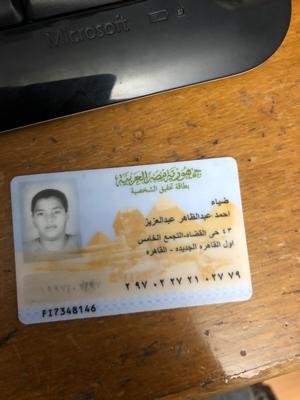 Microsoft
جمهورية مصر العربية
بطاقة تحقيق الشخصية
ضياء
احمد عبدالظاهر عبدالعزيز
٤٣ حى القضاه-التجمع الخامس
اول القاهره الجديده - القاهره
٢ ٩٧ ٠٢ ٢٧ ٢١ ٠٢٧ ٧٩
FI7348146